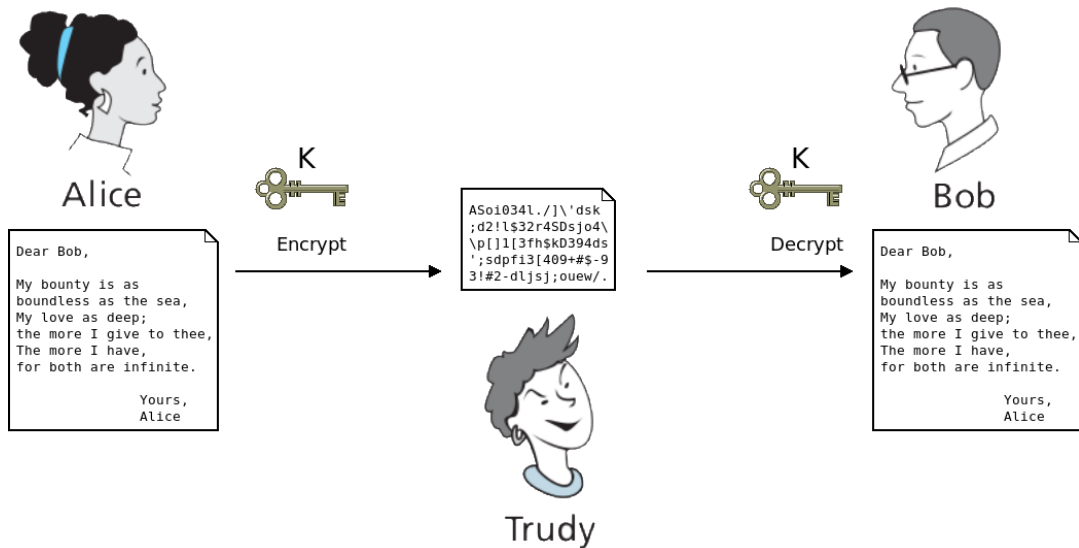 Alice
K
Encrypt
K
Decrypt
Bob
Dear Bob,
My bounty is as
boundless as the sea,
My love as deep;
the more I give to thee,
The more I have,
for both are infinite.
Yours,
Alice
ASoi034l./]\'dsk
;d2!l$32r4SDsjo4\
\p[]1[3fh$kD394ds
';sdpfi3[409+#$-9
3!#2-dljsj;ouew/.
Dear Bob,
My bounty is as
boundless as the sea,
My love as deep;
the more I give to thee,
The more I have,
for both are infinite.
Yours,
Alice
Trudy